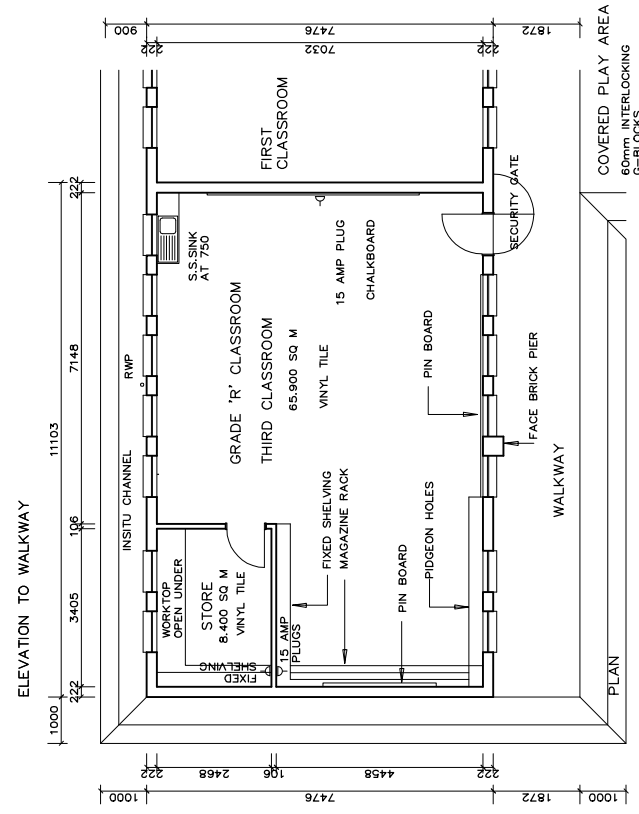 ELEVATION TO WALKWAY
1000
11103
222
3405
106
7148
222
INSITU CHANNEL
RWP
WORKTOP
OPEN UNDER
STORE
8.400 SQ M
VINYL TILE
FIXED
SHELVING
15 AMP
PLUGS
S.S.SINK
AT 750
GRADE 'R' CLASSROOM
THIRD CLASSROOM
65.900 SQ M
VINYL TILE
FIRST
CLASSROOM
15 AMP PLUG
CHALKBOARD
FIXED SHELVING
MAGAZINE RACK
PIN BOARD
PIDGEON HOLES
PIN BOARD
SECURITY GATE
FACE BRICK PIER
WALKWAY
COVERED PLAY AREA
60mm INTERLOCKING
G-BLOCKS
PLAN
1000
222
2468
106
4458
222
7476
1872
1000
900
222
7476
7032
222
1872